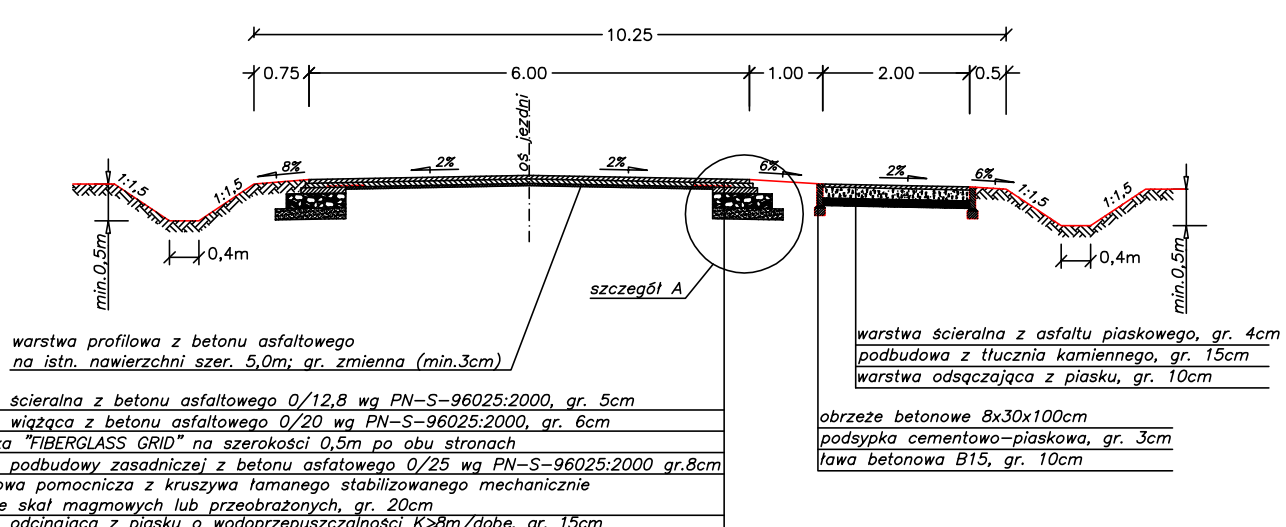 10.25
0.75 6.00 1.00 2.00 0.5
oś jezdni
1:1,5 1:1,5 8% 2% 2% 6% 2% 6% 1:1,5 1:1,5
min.0,5m 0,4m 0,4m min.0,5m
szczegół A
warstwa profilowa z betonu asfaltowego
na istn. nawierzchni szer. 5,0m; gr. zmienna (min.3cm)
ścieralna z betonu asfaltowego 0/12,8 wg PN-S-96025:2000, gr. 5cm
wiążąca z betonu asfaltowego 0/20 wg PN-S-96025:2000, gr. 6cm
"FIBERGLASS GRID" na szerokości 0,5m po obu stronach
podbudowy zasadniczej z betonu asfatowego 0/25 wg PN-S-96025:2000 gr.8cm
pomocnicza z kruszywa łamanego stabilizowanego mechanicznie
skał magmowych lub przeobrażonych, gr. 20cm
odcinająca z piasku o wodoprzepuszczalności K>8m/dobę, gr. 15cm
warstwa ścieralna z asfaltu piaskowego, gr. 4cm
podbudowa z tłucznia kamiennego, gr. 15cm
warstwa odsączająca z piasku, gr. 10cm
obrzeże betonowe 8x30x100cm
podsypka cementowo-piaskowa, gr. 3cm
ława betonowa B15, gr. 10cm